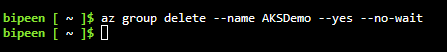 bipeen [ ~ ]$ az group delete --name AKSDemo --yes --no-wait
bipeen [ ~ ]$